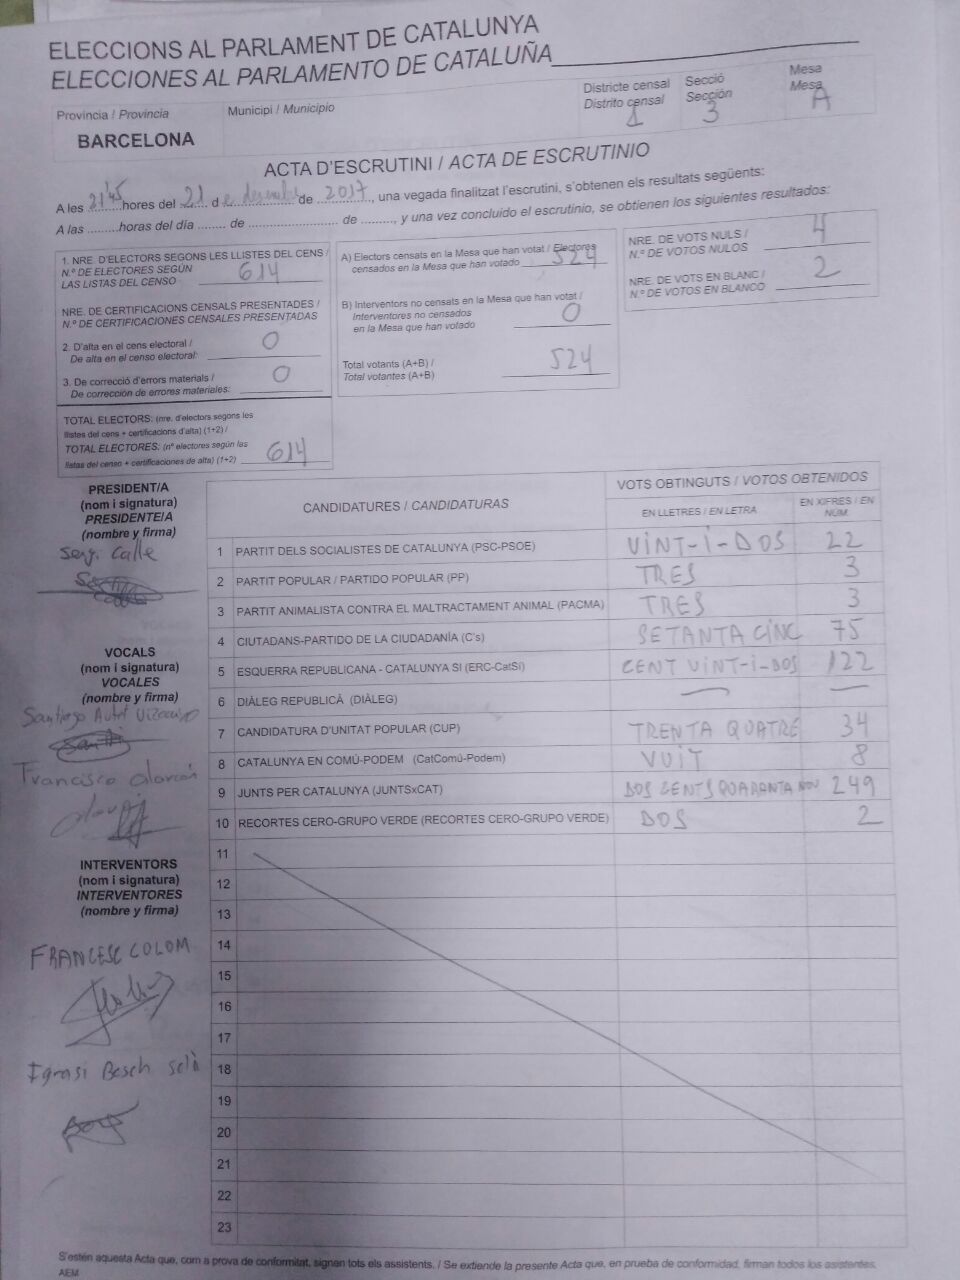 ELECCIONS AL PARLAMENT DE CATALUNYA
ELECCIONES AL PARLAMENTO DE CATALUÑA
Província / Provincia
BARCELONA
Municipi / Municipio
Districte censal
Distrito censal
1
Secció
Sección
3
Mesa
Mesa
A
ACTA D'ESCRUTINI / ACTA DE ESCRUTINIO
A les 21'45 hores del 21 d e desembre de 2017, una vegada finalitzat l'escrutini, s'obtenen els resultats següents:
A las .........horas del día ........ de ........................ de ........., y una vez concluido el escrutinio, se obtienen los siguientes resultados:
1. NRE. D'ELECTORS SEGONS LES LLISTES DEL CENS /
N.º DE ELECTORES SEGÚN
LAS LISTAS DEL CENSO 614
NRE. DE CERTIFICACIONS CENSALS PRESENTADES /
N.º DE CERTIFICACIONES CENSALES PRESENTADAS
2. D'alta en el cens electoral /
De alta en el censo electoral: 0
3. De correcció d'errors materials /
De corrección de errores materiales: 0
TOTAL ELECTORS: (nre. d'electors segons les
llistes del cens + certificacions d'alta) (1+2) /
TOTAL ELECTORES: (nº electores según las
listas del censo + certificaciones de alta) (1+2) 614
A) Electors censats en la Mesa que han votat / Electores
censados en la Mesa que han votado 524
B) Interventors no censats en la Mesa que han votat /
Interventores no censados
en la Mesa que han votado 0
Total votants (A+B) /
Total votantes (A+B) 524
NRE. DE VOTS NULS /
N.º DE VOTOS NULOS 4
NRE. DE VOTS EN BLANC /
N.º DE VOTOS EN BLANCO 2
PRESIDENT/A
(nom i signatura)
PRESIDENTE/A
(nombre y firma)
Sergi Calle
VOCALS
(nom i signatura)
VOCALES
(nombre y firma)
Santiago
Francisco Alarcón
INTERVENTORS
(nom i signatura)
INTERVENTORES
(nombre y firma)
FRANCESC COLOM
Ignasi Bosch Solà
CANDIDATURES / CANDIDATURAS
VOTS OBTINGUTS / VOTOS OBTENIDOS
EN LLETRES / EN LETRA
EN XIFRES / EN NÚM.
1 PARTIT DELS SOCIALISTES DE CATALUNYA (PSC-PSOE) VINT-I-DOS 22
2 PARTIT POPULAR / PARTIDO POPULAR (PP) TRES 3
3 PARTIT ANIMALISTA CONTRA EL MALTRACTAMENT ANIMAL (PACMA) TRES 3
4 CIUTADANS-PARTIDO DE LA CIUDADANÍA (C's) SETANTA CINC 75
5 ESQUERRA REPUBLICANA - CATALUNYA SI (ERC-CatSí) CENT VINT-I-DOS 122
6 DIÀLEG REPUBLICÀ (DIÀLEG) — —
7 CANDIDATURA D'UNITAT POPULAR (CUP) TRENTA QUATRE 34
8 CATALUNYA EN COMÚ-PODEM (CatComú-Podem) VUIT 8
9 JUNTS PER CATALUNYA (JUNTSxCAT) DOS CENTS QUARANTA NOU 249
10 RECORTES CERO-GRUPO VERDE (RECORTES CERO-GRUPO VERDE) DOS 2
11
12
13
14
15
16
17
18
19
20
21
22
23
S'estén aquesta Acta que, com a prova de conformitat, signen tots els assistents. / Se extiende la presente Acta que, en prueba de conformidad, firman todos los asistentes.
AEM